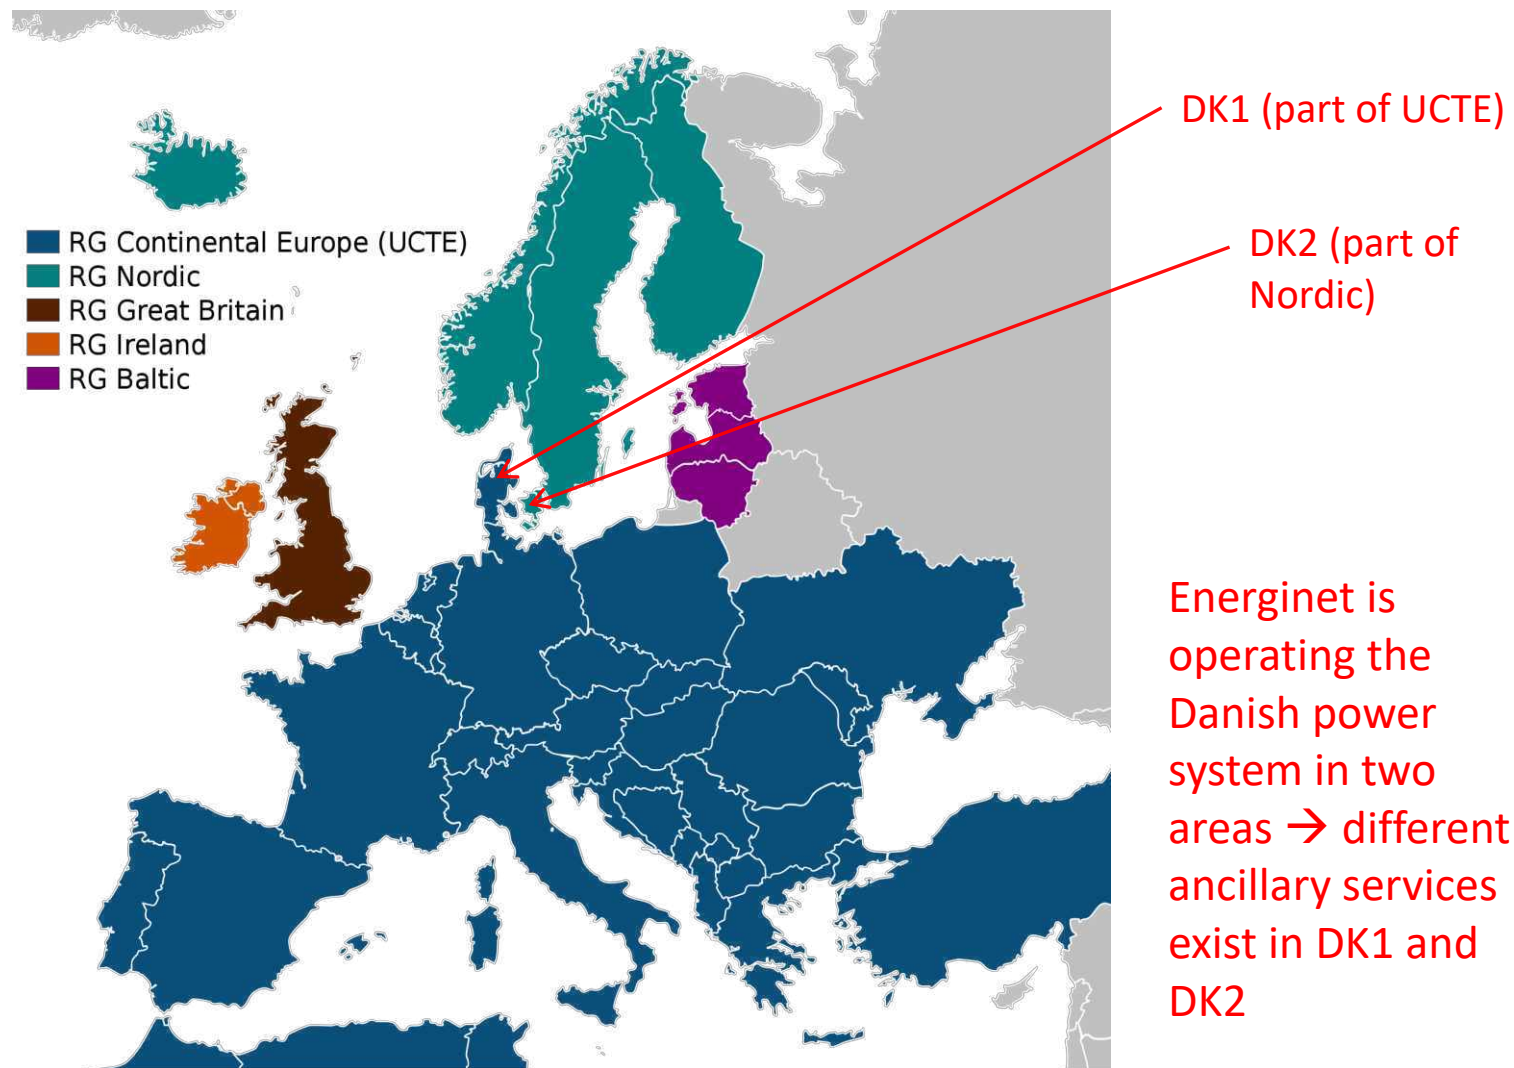 RG Continental Europe (UCTE)
RG Nordic
RG Great Britain
RG Ireland
RG Baltic
DK1 (part of UCTE)
DK2 (part of
Nordic)
Energinet is
operating the
Danish power
system in two
areas → different
ancillary services
exist in DK1 and
DK2